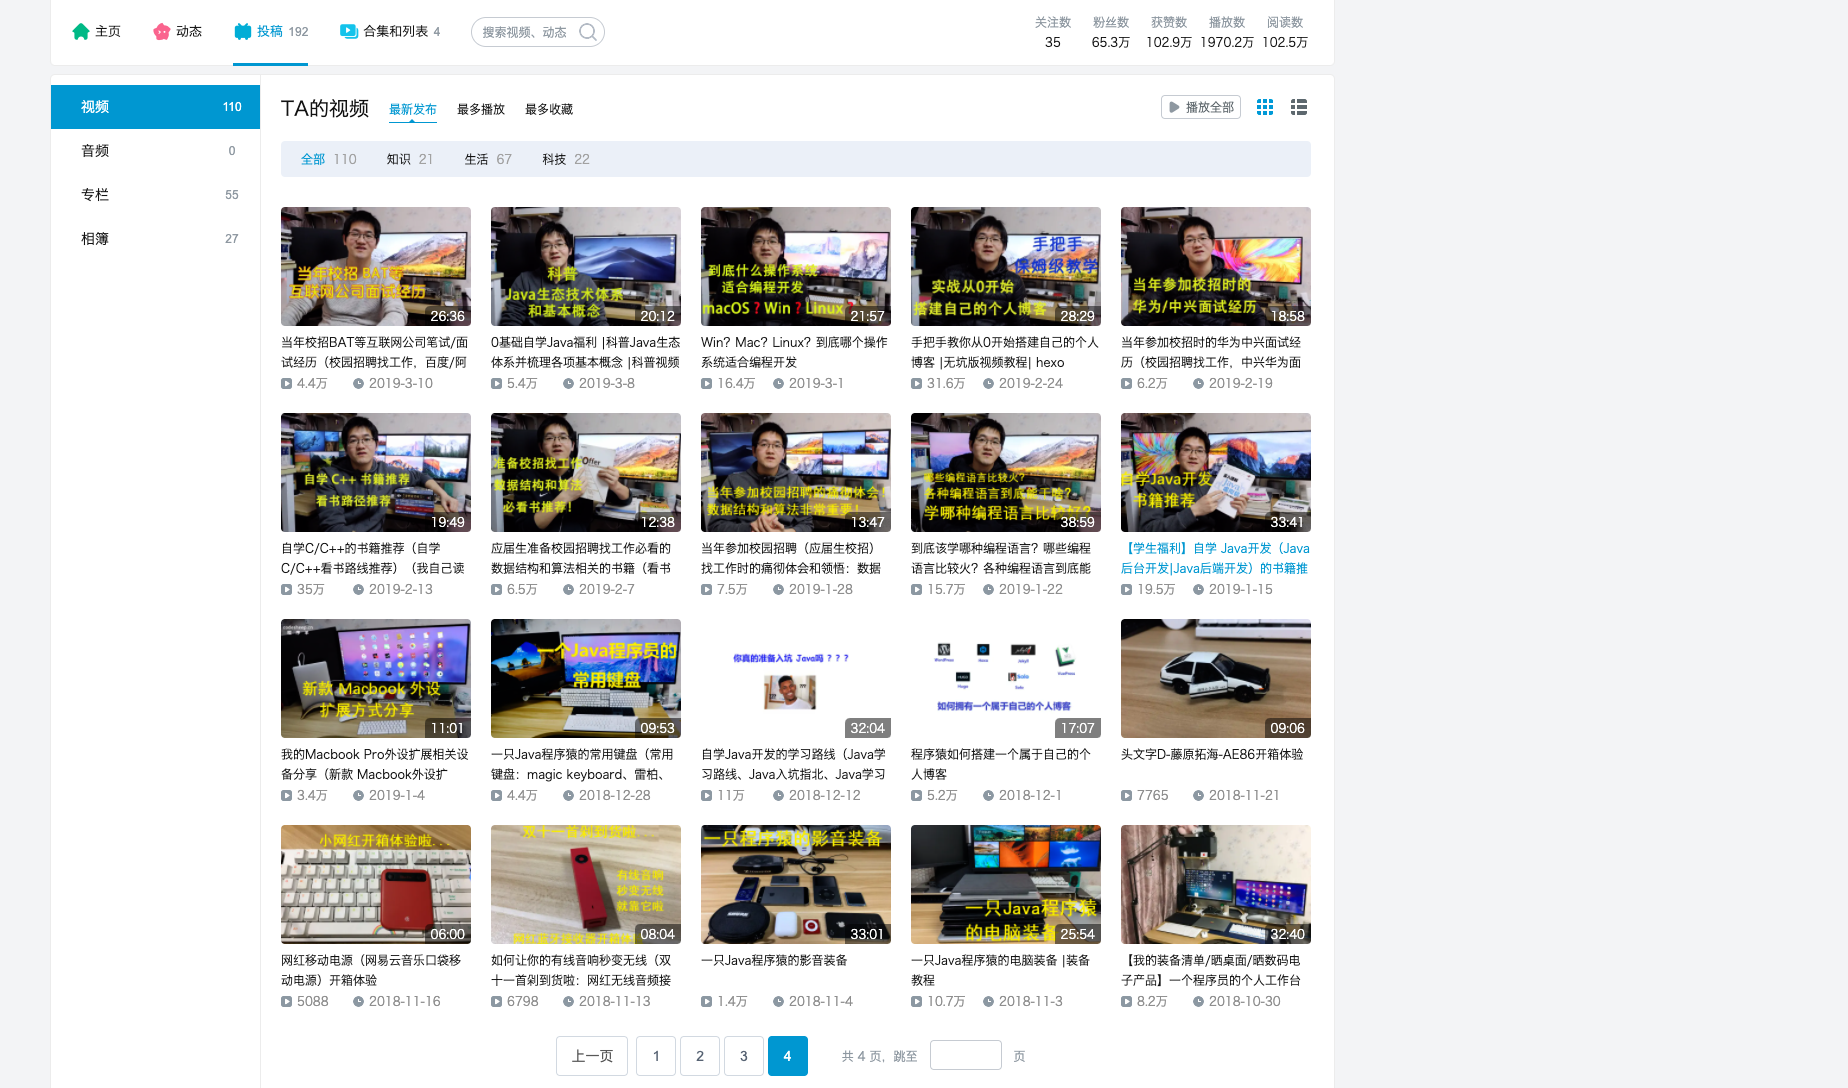 主页
动态
投稿 192
合集和列表 4
搜索视频、动态
关注数 粉丝数 获赞数 播放数 阅读数
35 65.3万 102.9万 1970.2万 102.5万
视频 110
音频 0
专栏 55
相簿 27
TA的视频 最新发布 最多播放 最多收藏
播放全部
全部 110 知识 21 生活 67 科技 22
当年校招 BAT等
互联网公司面试经历
26:36
当年校招BAT等互联网公司笔试/面
试经历（校园招聘找工作，百度/阿
4.4万 2019-3-10
科普
Java生态技术体系
和基本概念
20:12
0基础自学Java福利 |科普Java生态
体系并梳理各项基本概念 |科普视频
5.4万 2019-3-8
到底什么操作系统
适合编程开发
macOS？Win？Linux？
21:57
Win？Mac？Linux？到底哪个操作
系统适合编程开发
16.4万 2019-3-1
手把手
保姆级教学
实战从0开始
搭建自己的个人博客
28:29
手把手教你从0开始搭建自己的个人
博客 |无坑版视频教程| hexo
31.6万 2019-2-24
当年参加校招时的
华为/中兴面试经历
18:58
当年参加校招时的华为中兴面试经
历（校园招聘找工作，中兴华为面
6.2万 2019-2-19
自学 C++ 书籍推荐
看书路径推荐
19:49
自学C/C++的书籍推荐（自学
C/C++看书路线推荐）（我自己读
35万 2019-2-13
准备校招找工作
数据结构和算法
必看书推荐！
Offer
12:38
应届生准备校园招聘找工作必看的
数据结构和算法相关的书籍（看书
6.5万 2019-2-7
当年参加校园招聘的痛彻体会！
数据结构和算法非常重要！
13:47
当年参加校园招聘（应届生校招）
找工作时的痛彻体会和领悟：数据
7.5万 2019-1-28
哪些编程语言比较火？
各种编程语言到底能干啥？
学哪种编程语言比较好？
38:59
到底该学哪种编程语言？哪些编程
语言比较火？各种编程语言到底能
15.7万 2019-1-22
自学Java开发
书籍推荐
33:41
【学生福利】自学 Java开发（Java
后台开发|Java后端开发）的书籍推
19.5万 2019-1-15
新款 Macbook 外设
扩展方式分享
11:01
我的Macbook Pro外设扩展相关设
备分享（新款 Macbook外设扩
3.4万 2019-1-4
一个Java程序员的
常用键盘
09:53
一只Java程序猿的常用键盘（常用
键盘：magic keyboard、雷柏、
4.4万 2018-12-28
你真的准备入坑 Java吗？？？
32:04
自学Java开发的学习路线（Java学
习路线、Java入坑指北、Java学习
11万 2018-12-12
如何拥有一个属于自己的个人博客
17:07
程序猿如何搭建一个属于自己的个
人博客
5.2万 2018-12-1
09:06
头文字D-藤原拓海-AE86开箱体验
7765 2018-11-21
小网红开箱体验啦...
06:00
网红移动电源（网易云音乐口袋移
动电源）开箱体验
5088 2018-11-16
双十一首剁到货啦...
有线音响
秒变无线
就靠它啦
08:04
如何让你的有线音响秒变无线（双
十一首剁到货啦：网红无线音频接
6798 2018-11-13
一只程序猿的影音装备
33:01
一只Java程序猿的影音装备
1.4万 2018-11-4
一只Java程序猿
的电脑装备
25:54
一只Java程序猿的电脑装备 |装备
教程
10.7万 2018-11-3
32:40
【我的装备清单/晒桌面/晒数码电
子产品】一个程序员的个人工作台
8.2万 2018-10-30
上一页 1 2 3 4 共 4 页，跳至 页